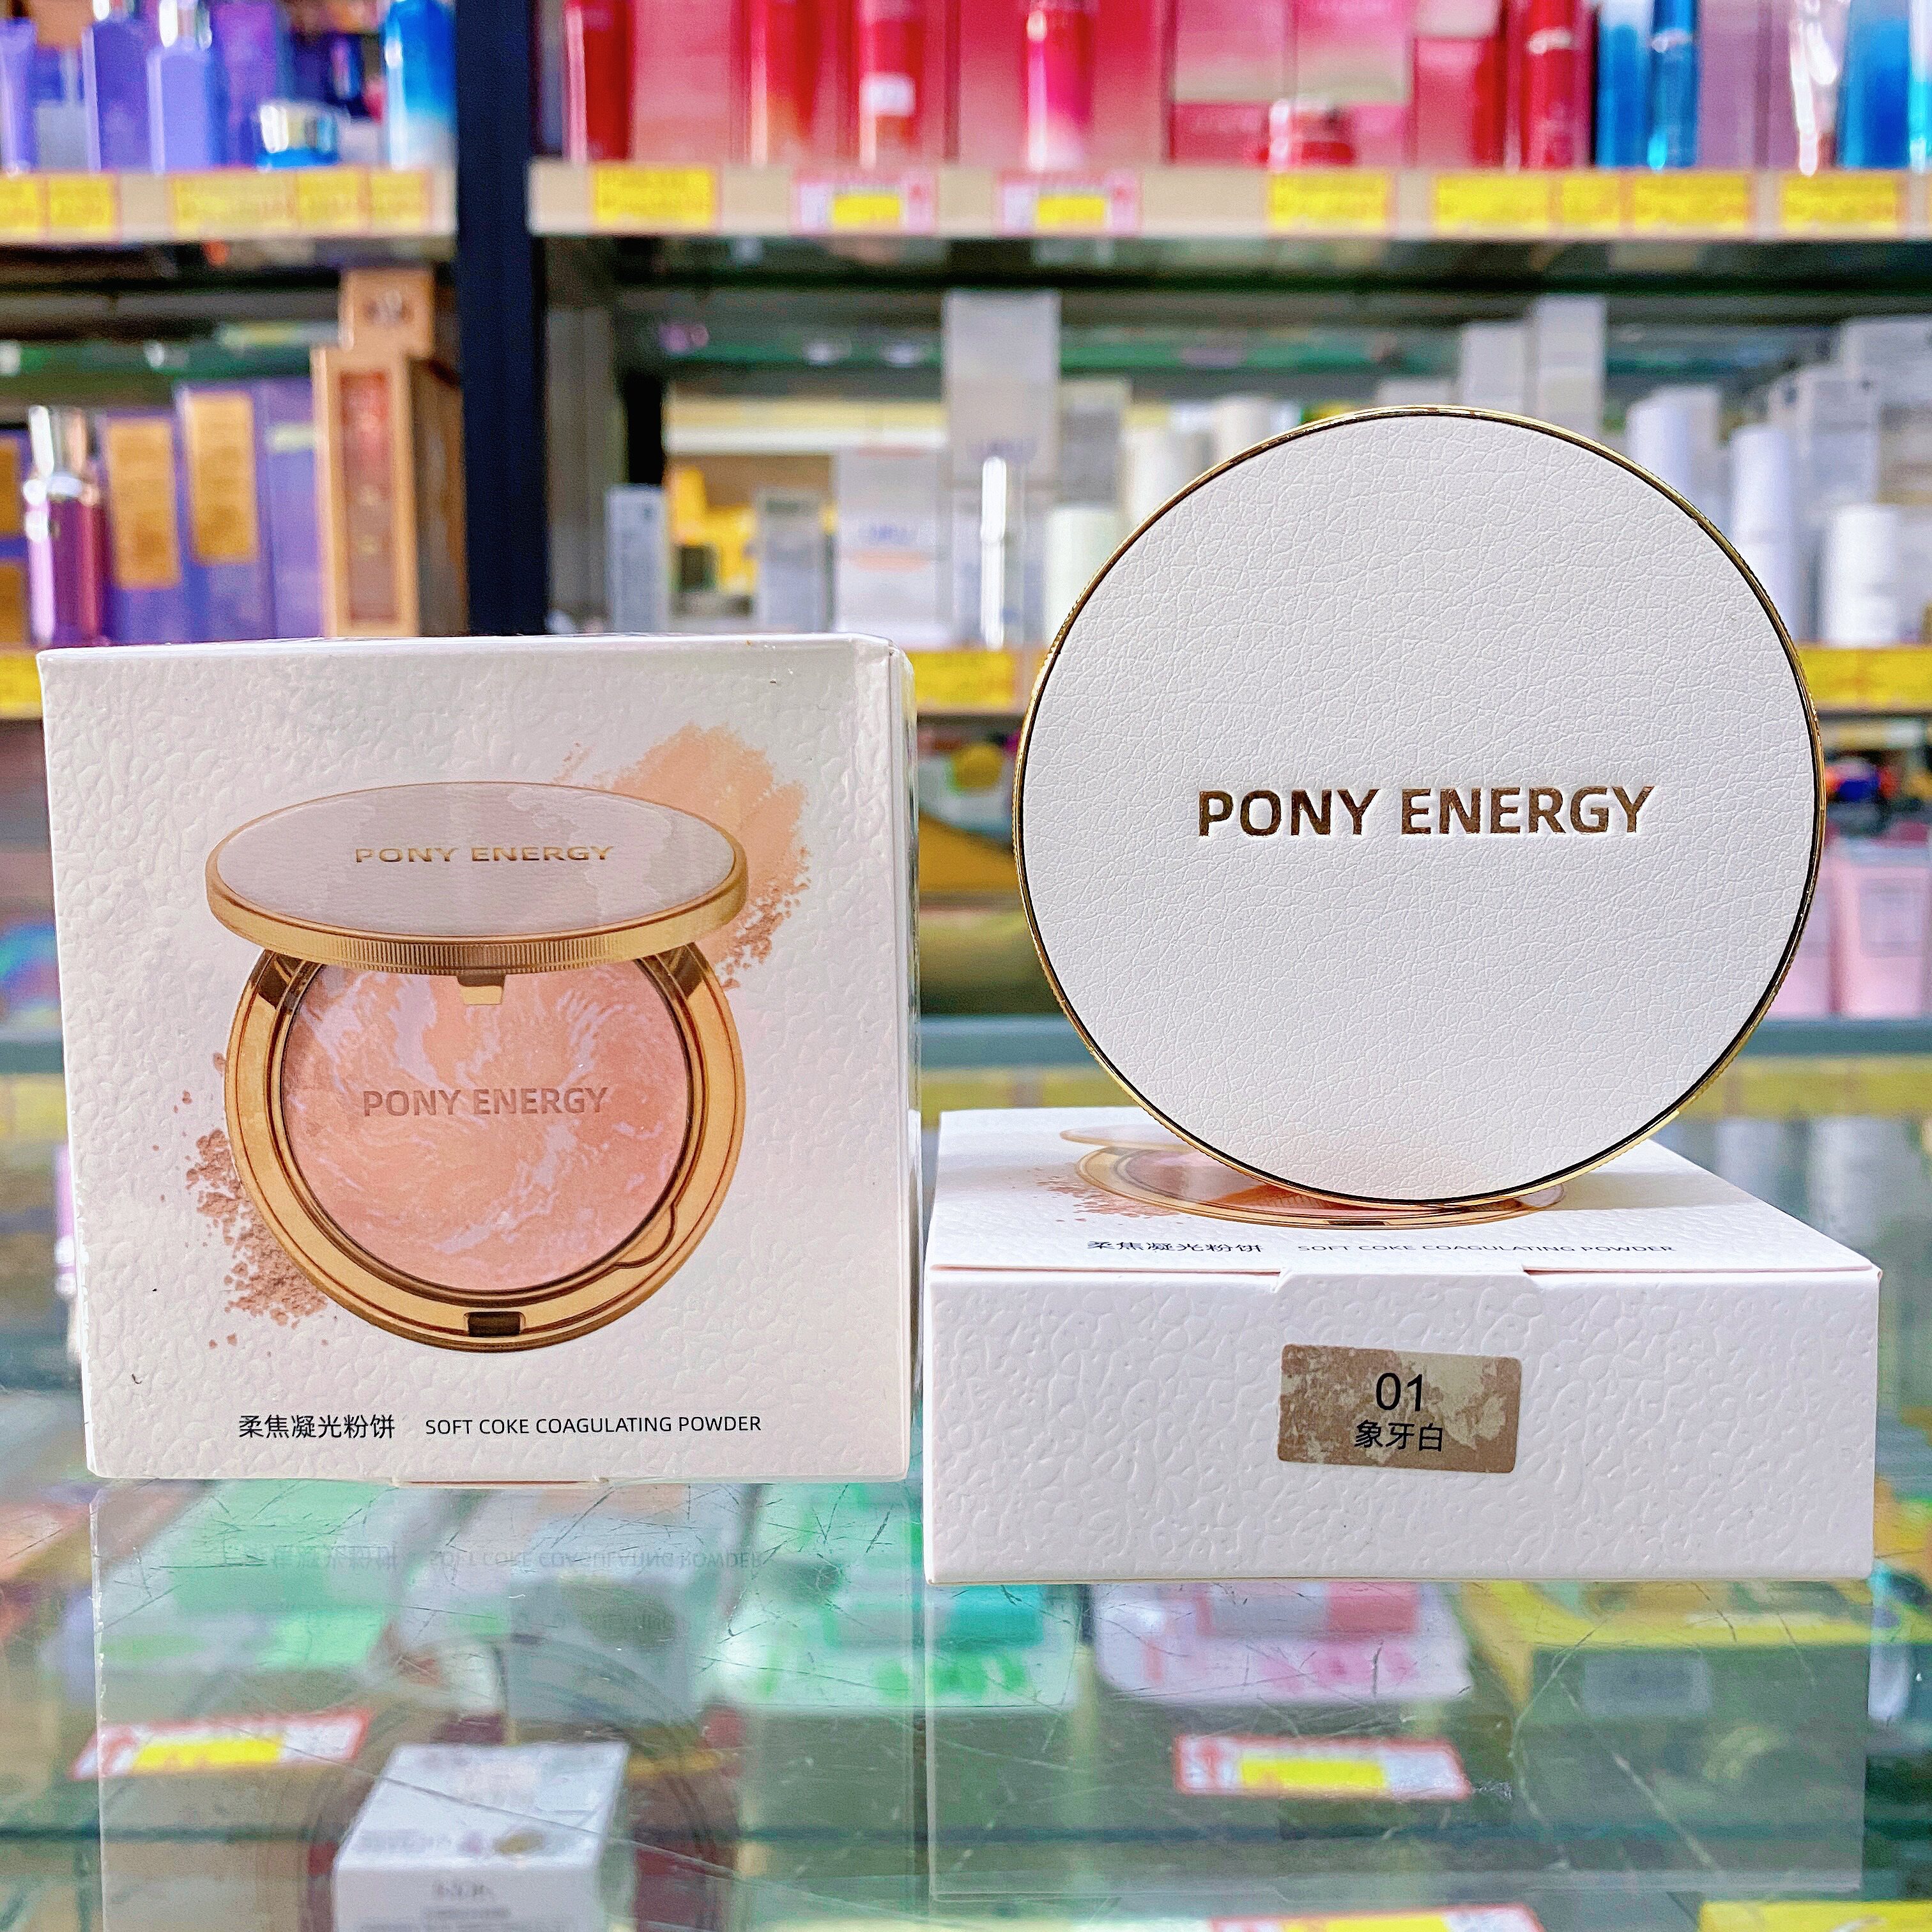 PONY ENERGY
PONY ENERGY
柔焦凝光粉饼 SOFT COKE COAGULATING POWDER
PONY ENERGY
柔焦凝光粉饼 SOFT COKE COAGULATING POWDER
01
象牙白